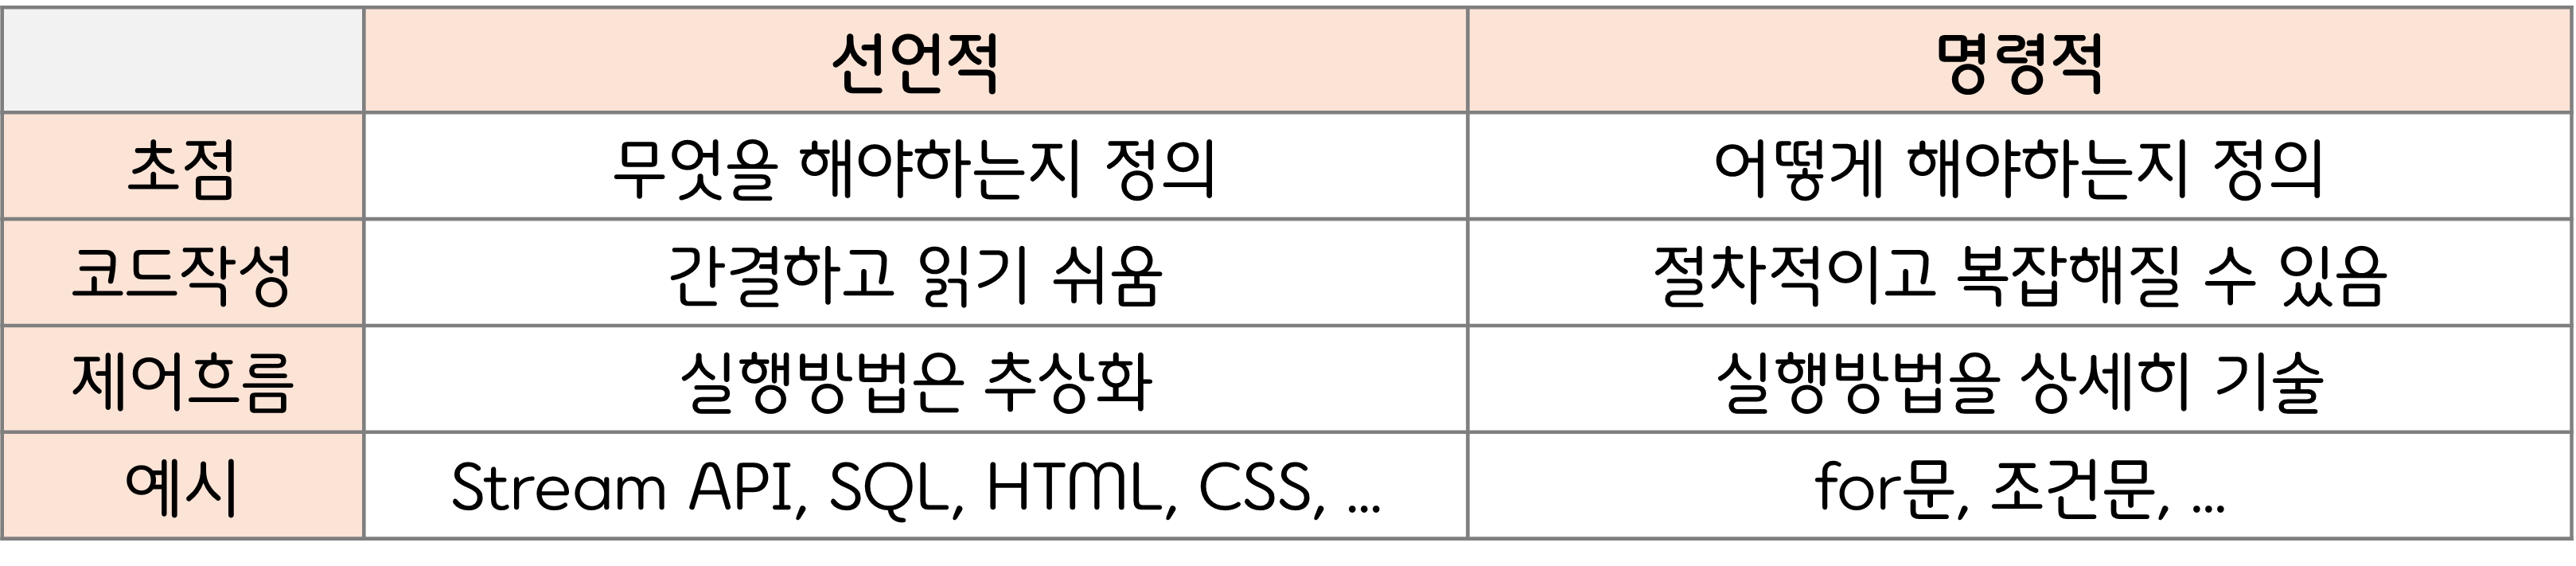 선언적 명령적
초점 무엇을 해야하는지 정의 어떻게 해야하는지 정의
코드작성 간결하고 읽기 쉬움 절차적이고 복잡해질 수 있음
제어흐름 실행방법은 추상화 실행방법을 상세히 기술
예시 Stream API, SQL, HTML, CSS, ... for문, 조건문, ...